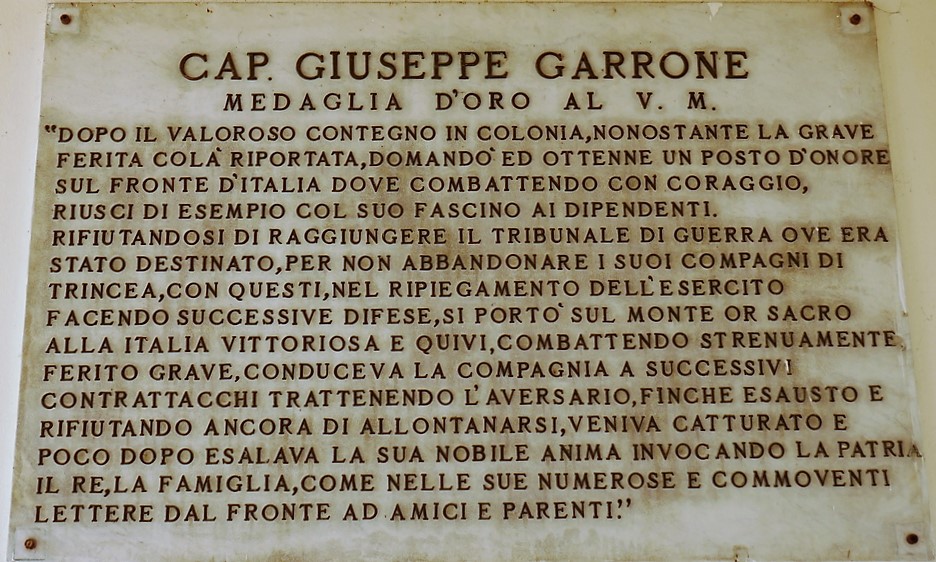 CAP. GIUSEPPE GARRONE
MEDAGLIA D'ORO AL V. M.
"DOPO IL VALOROSO CONTEGNO IN COLONIA,NONOSTANTE LA GRAVE
FERITA COLA' RIPORTATA,DOMANDO' ED OTTENNE UN POSTO D'ONORE
SUL FRONTE D'ITALIA DOVE COMBATTENDO CON CORAGGIO,
RIUSCI DI ESEMPIO COL SUO FASCINO AI DIPENDENTI.
RIFIUTANDOSI DI RAGGIUNGERE IL TRIBUNALE DI GUERRA OVE ERA
STATO DESTINATO,PER NON ABBANDONARE I SUOI COMPAGNI DI
TRINCEA,CON QUESTI,NEL RIPIEGAMENTO DELL'ESERCITO
FACENDO SUCCESSIVE DIFESE,SI PORTO' SUL MONTE OR SACRO
ALLA ITALIA VITTORIOSA E QUIVI,COMBATTENDO STRENUAMENTE,
FERITO GRAVE,CONDUCEVA LA COMPAGNIA A SUCCESSIVI
CONTRATTACCHI TRATTENENDO L'AVERSARIO,FINCHE ESAUSTO E
RIFIUTANDO ANCORA DI ALLONTANARSI,VENIVA CATTURATO E
POCO DOPO ESALAVA LA SUA NOBILE ANIMA INVOCANDO LA PATRIA
IL RE,LA FAMIGLIA,COME NELLE SUE NUMEROSE E COMMOVENTI
LETTERE DAL FRONTE AD AMICI E PARENTI."